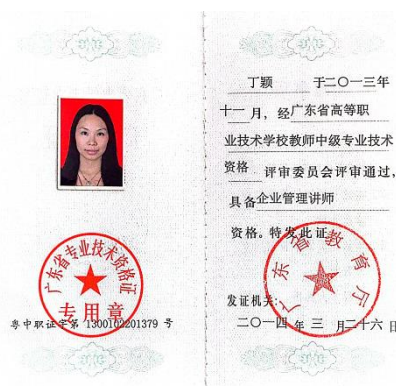 广东省专业技术资格证
专用章
粤中职证字第 1300102201379 号
丁颖 于二〇一三年
十一 月，经广东省高等职
业技术学校教师中级专业技术
资格 评审委员会评审通过，
具备企业管理讲师
资格。特发此证
广东省教育厅
发证机关：
二〇一四 年 三 月二十六 日